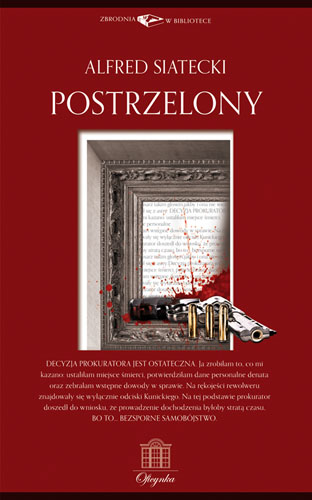 ZBRODNIA W BIBLIOTECE
ALFRED SIATECKI
POSTRZELONY
DECYZJA PROKURATORA JEST OSTATECZNA. Ja zrobiłam to, co mi
kazano: ustaliłam miejsce śmierci, potwierdziłam dane personalne denata
oraz zebrałam wstępne dowody w sprawie. Na rękojeści rewolweru
znajdowały się wyłącznie odciski Kunickiego. Na tej podstawie prokurator
doszedł do wniosku, że prowadzenie dochodzenia byłoby stratą czasu,
BO TO... BEZSPORNE SAMOBÓJSTWO.
Oficynka